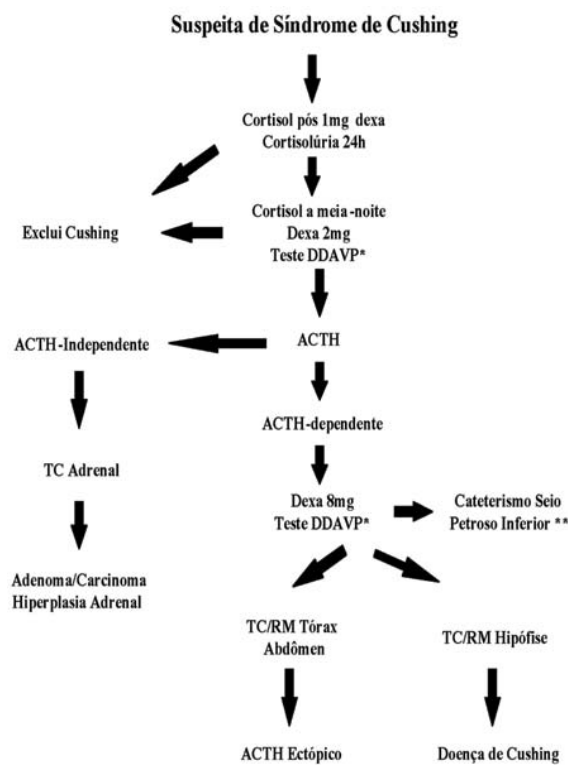 Suspeita de Síndrome de Cushing
Cortisol pós 1mg dexa
Cortisolúria 24h
Cortisol a meia-noite
Dexa 2mg
Teste DDAVP*
Exclui Cushing
ACTH
ACTH-Independente
ACTH-dependente
TC Adrenal
Dexa 8mg
Teste DDAVP*
Cateterismo Seio
Petroso Inferior **
Adenoma/Carcinoma
Hiperplasia Adrenal
TC/RM Tórax
Abdômen
TC/RM Hipófise
ACTH Ectópico
Doença de Cushing